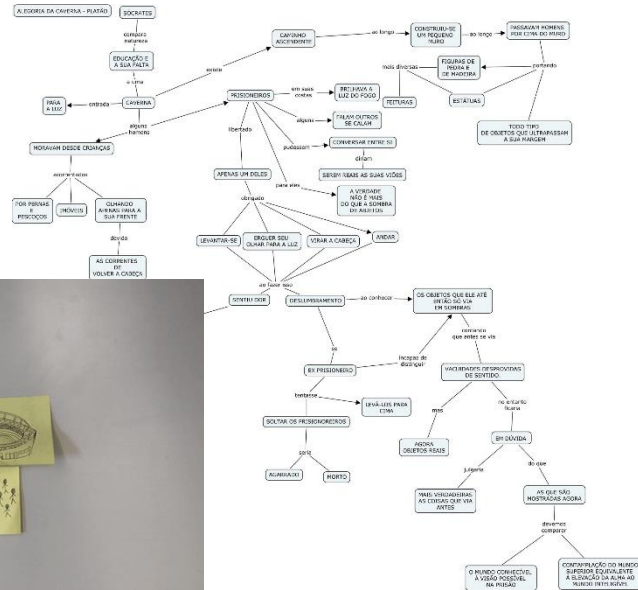 ALEGORIA DA CAVERNA - PLATÃO
SÓCRATES
compara
natureza
EDUCAÇÃO E
A SUA FALTA
a uma
CAVERNA
entrada
PARA
A LUZ
existe
CAMINHO
ASCENDENTE
ao longo
CONSTRUIU-SE
UM PEQUENO
MURO
ao longo
PASSAVAM HOMENS
POR CIMA DO MURO
portando
FIGURAS DE
PEDRA E
DE MADEIRA
mais diversas
FEITURAS
ESTÁTUAS
TODO TIPO
DE OBJETOS QUE ULTRAPASSAM
A SUA MARGEM
alguns
homens
MORAVAM DESDE CRIANÇAS
acorrentados
POR PERNAS
E
PESCOÇOS
IMÓVEIS
OLHANDO
APENAS PARA A
SUA FRENTE
devido
AS CORRENTES
DE
VOLVER A CABEÇA
PRISIONEIROS
em suas
costas
BRILHAVA A
LUZ DO FOGO
alguns
FALAM OUTROS
SE CALAM
pudessem
CONVERSAR ENTRE SI
diriam
SEREM REAIS AS SUAS VIÕES
para eles
A VERDADE
NÃO É MAIS
DO QUE A SOMBRA
DE
libertado
APENAS UM DELES
obrigado
LEVANTAR-SE
ERGUER SEU
OLHAR PARA A LUZ
VIRAR A CABEÇA
ANDAR
ao fazer isso
SENTIU DOR
DESLUMBRAMENTO
ao conhecer
OS OBJETOS QUE ELE ATÉ
ENTÃO SÓ VIA
EM SOMBRAS
que antes se via
VACUIDADES DESPROVIDAS
DE SENTIDO.
mas
AGORA
OBJETOS REAIS
no entanto
ficaria
EM DÚVIDA
julgaria
MAIS VERDADEIRAS
AS COISAS QUE VIA
ANTES
do que
AS QUE SÃO
MOSTRADAS AGORA
devemos
comparar
O MUNDO CONHECÍVEL
À VISÃO POSSÍVEL
NA PRISÃO
CONTAMPLAÇÃO DO MUNDO
SUPERIOR EQUIVALENTE
À ELEVAÇÃO DA ALMA AO
MUNDO INTELIGÍVEL
EX PRISIONEIRO
incapaz de
distinguir
tentasse
LEVÁ-LOS PARA
CIMA
SOLTAR OS PRISIONOREIROS
seria
AGARRADO
MORTO